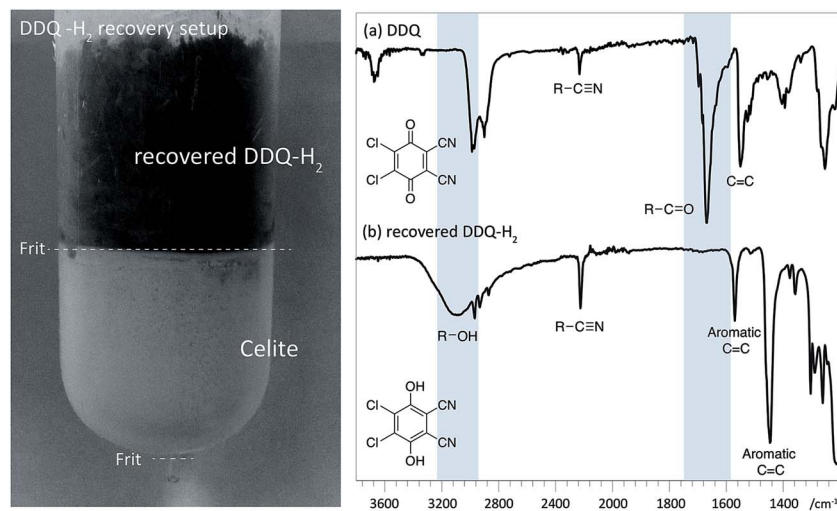 DDQ -H₂ recovery setup
recovered DDQ-H₂
Frit
Celite
Frit
(a) DDQ
R−C≡N
Cl
Cl
O
O
CN
CN
R−C=O
C=C
(b) recovered DDQ-H₂
R−OH
R−C≡N
Aromatic
C=C
OH
Cl
Cl
CN
CN
OH
Aromatic
C=C
3600 3200 2800 2400 2000 1800 1600 1400 /cm⁻¹